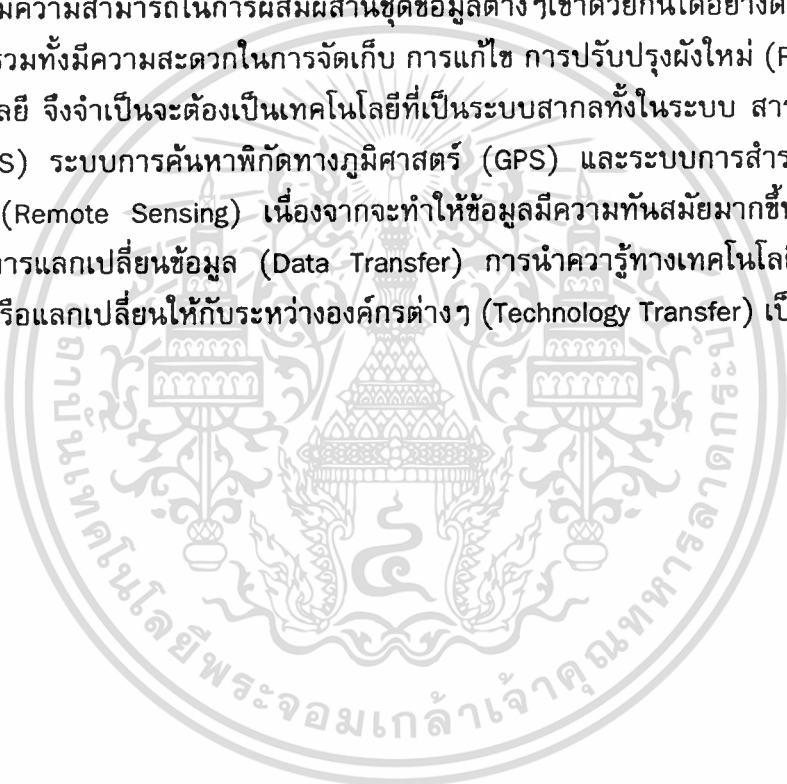 มีความสามารถในการผสมผสานชุดข้อมูลต่างๆเข้าด้วยกันได้อย่างดี
รวมทั้งมีความสะดวกในการจัดเก็บ การแก้ไข การปรับปรุงผังใหม่
จึงจำเป็นจะต้องเป็นเทคโนโลยีที่เป็นระบบสากลทั้งในระบบ
ระบบการค้นหาพิกัดทางภูมิศาสตร์ (GPS) และระบบการ
(Remote Sensing) เนื่องจากจะทำให้ข้อมูลมีความทันสมัยมากขึ้น
การแลกเปลี่ยนข้อมูล (Data Transfer) การนำควารู้ทางเทคโนโลยี
รือแลกเปลี่ยนให้กับระหว่างองค์กรต่างๆ (Technology Transfer)
สถาบันเทคโนโลยีพระจอมเกล้าเจ้าคุณทหารลาดกระบัง